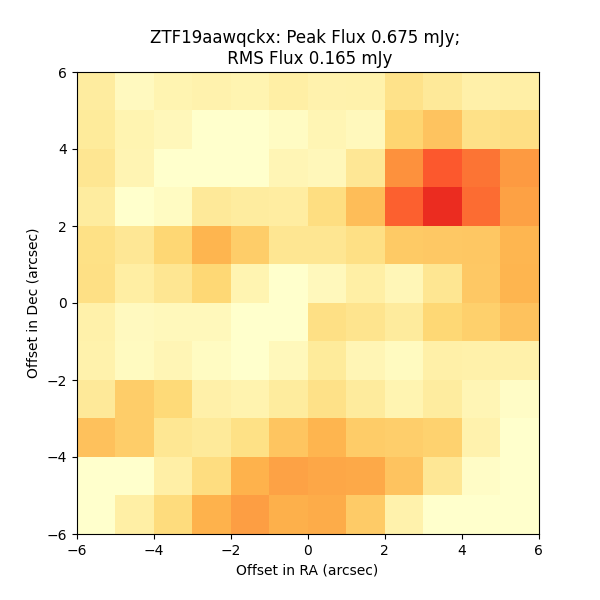 ZTF19aawqckx: Peak Flux 0.675 mJy;
RMS Flux 0.165 mJy
6
4
2
0
−2
−4
−6
Offset in Dec (arcsec)
−6 −4 −2 0 2 4 6
Offset in RA (arcsec)